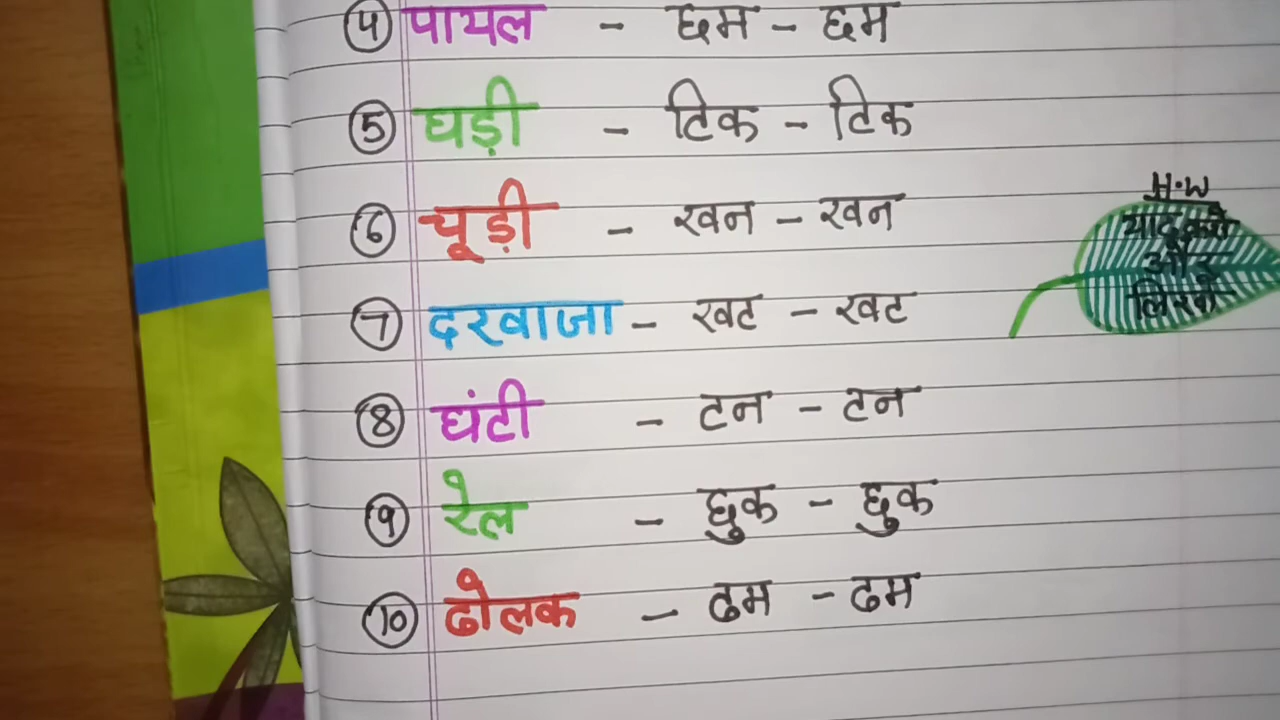 4 पायल - छम - छम
5 घड़ी - टिक - टिक
6 चूड़ी - खन - खन
7 दरवाजा - खट - खट
8 घंटी - टन - टन
9 रेल - छुक - छुक
10 ढोलक - ढम - ढम
H.W
याद करो
और
लिखो